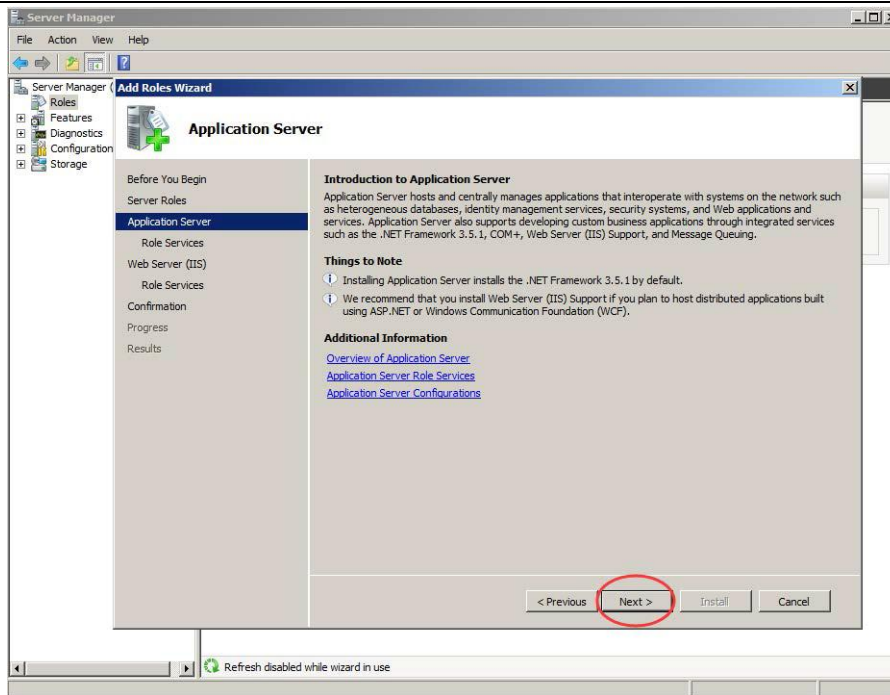 Server Manager
File Action View Help
Server Manager (
Roles
Features
Diagnostics
Configuration
Storage
Add Roles Wizard
Application Server
Before You Begin
Server Roles
Application Server
Role Services
Web Server (IIS)
Role Services
Confirmation
Progress
Results
Introduction to Application Server
Application Server hosts and centrally manages applications that interoperate with systems on the network such
as heterogeneous databases, identity management services, security systems, and Web applications and
services. Application Server also supports developing custom business applications through integrated services
such as the .NET Framework 3.5.1, COM+, Web Server (IIS) Support, and Message Queuing.
Things to Note
Installing Application Server installs the .NET Framework 3.5.1 by default.
We recommend that you install Web Server (IIS) Support if you plan to host distributed applications built
using ASP.NET or Windows Communication Foundation (WCF).
Additional Information
Overview of Application Server
Application Server Role Services
Application Server Configurations
< Previous Next > Install Cancel
Refresh disabled while wizard in use